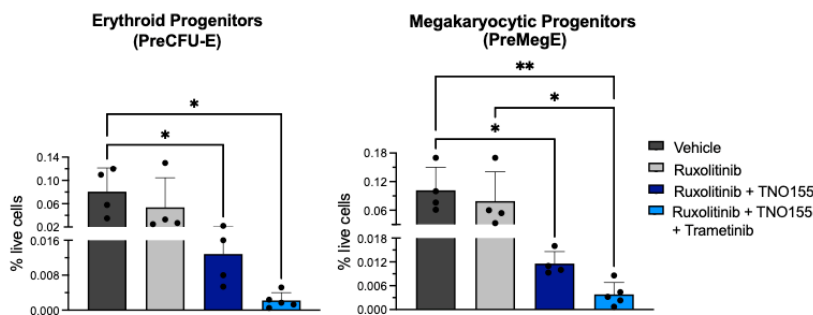 Erythroid Progenitors
(PreCFU-E)
*
*
% live cells
0.14
0.10
0.06
0.02
0.016
0.008
0.000
Megakaryocytic Progenitors
(PreMegE)
**
*
*
% live cells
0.18
0.12
0.06
0.018
0.012
0.006
0.000
Vehicle
Ruxolitinib
Ruxolitinib + TNO155
Ruxolitinib + TNO155
+ Trametinib